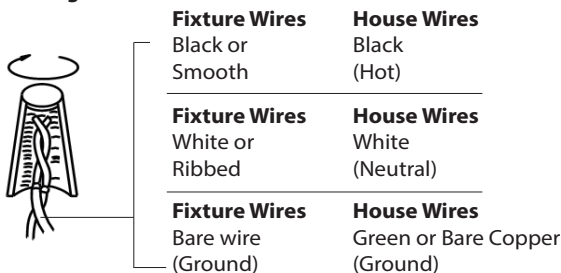 Fixture Wires House Wires
Black or Black
Smooth (Hot)
Fixture Wires House Wires
White or White
Ribbed (Neutral)
Fixture Wires House Wires
Bare wire Green or Bare Copper
(Ground) (Ground)